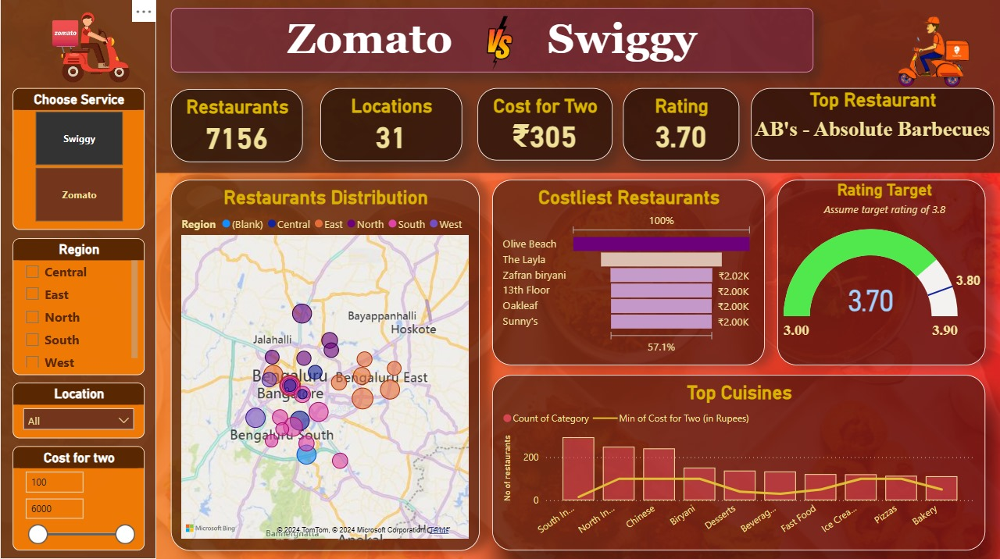 ...
zomato
Zomato VS Swiggy
Choose Service
Swiggy
Zomato
Region
Central
East
North
South
West
Location
All
Cost for two
100
6000
Restaurants
7156
Locations
31
Cost for Two
₹305
Rating
3.70
Top Restaurant
AB's - Absolute Barbecues
Restaurants Distribution
Region (Blank) Central East North South West
Bayappanhalli
Hoskote
Jalahalli
Bengaluru
Bengaluru East
Bangalore
Bengaluru South
Bannerghatta
Anekal
Microsoft Bing
© 2024 TomTom, © 2024 Microsoft Corporation Terms
Costliest Restaurants
100%
Olive Beach
The Layla
Zafran biryani ₹2.02K
13th Floor ₹2.00K
Oakleaf ₹2.00K
Sunny's ₹2.00K
57.1%
Rating Target
Assume target rating of 3.8
3.80
3.70
3.00
3.90
Top Cuisines
Count of Category Min of Cost for Two (in Rupees)
No of restaurants
200
0
South In...
North In...
Chinese
Biryani
Desserts
Beverag...
Fast Food
Ice Crea...
Pizzas
Bakery